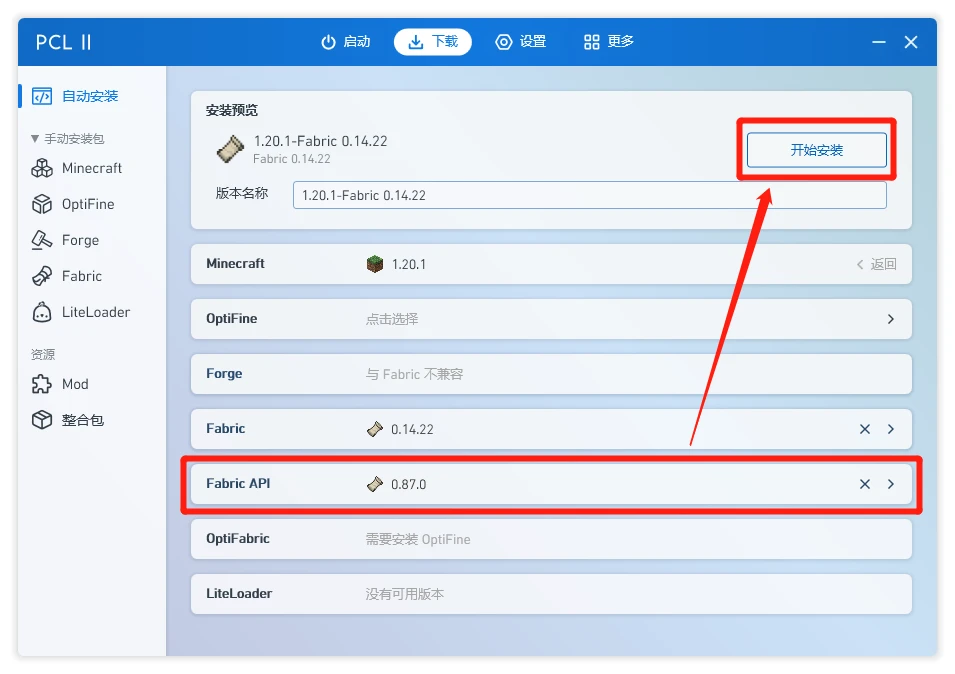 PCL II
启动
下载
设置
更多
自动安装
手动安装包
Minecraft
OptiFine
Forge
Fabric
LiteLoader
资源
Mod
整合包
安装预览
1.20.1-Fabric 0.14.22
Fabric 0.14.22
开始安装
版本名称 1.20.1-Fabric 0.14.22
Minecraft 1.20.1 返回
OptiFine 点击选择
Forge 与 Fabric 不兼容
Fabric 0.14.22
Fabric API 0.87.0
OptiFabric 需要安装 OptiFine
LiteLoader 没有可用版本